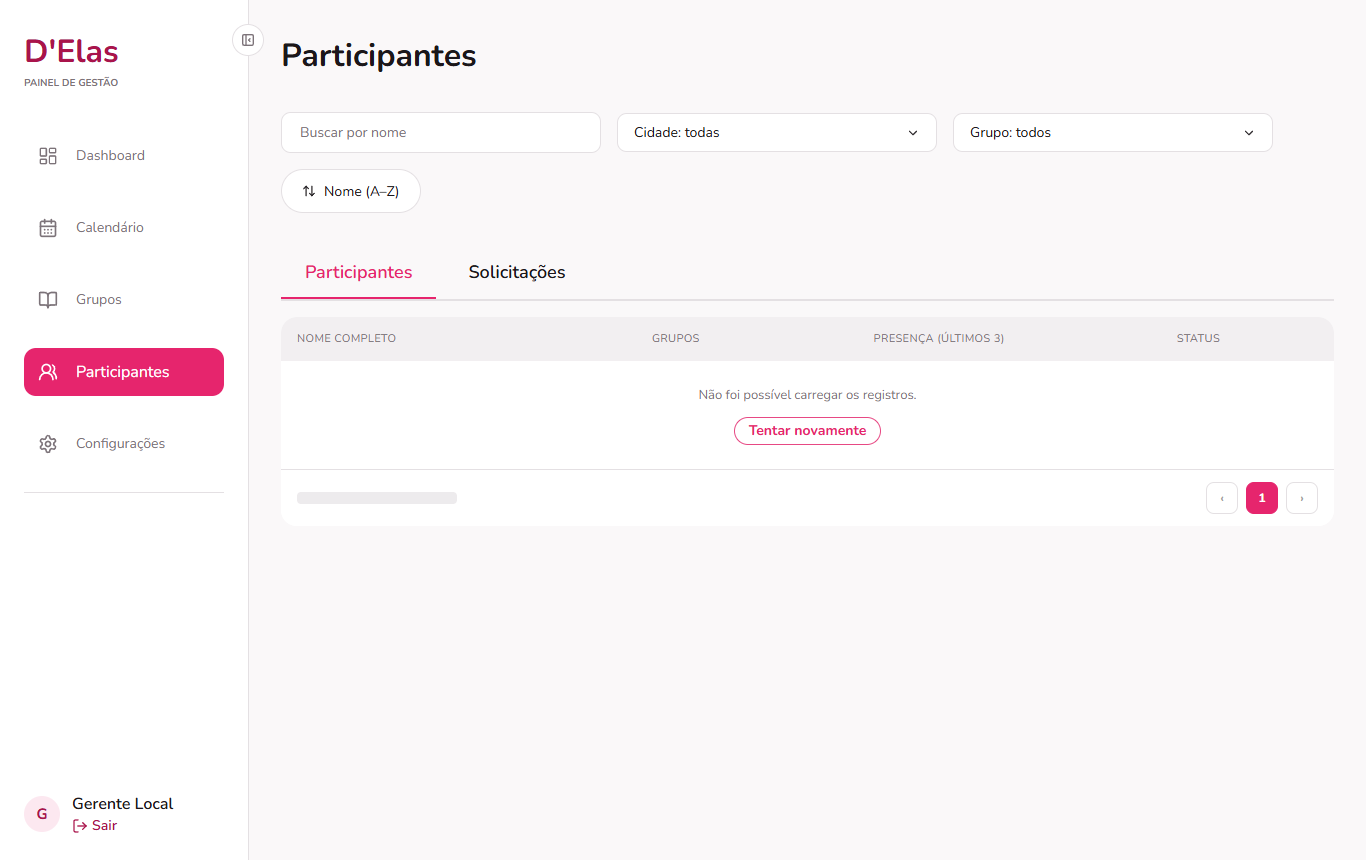 D'Elas
PAINEL DE GESTÃO
Dashboard
Calendário
Grupos
Participantes
Configurações
Gerente Local
G
Sair
Participantes
Buscar por nome
Cidade: todas
Grupo: todos
Nome (A–Z)
Participantes
Solicitações
NOME COMPLETO
GRUPOS
PRESENÇA (ÚLTIMOS 3)
STATUS
Não foi possível carregar os registros.
Tentar novamente
‹
1
›